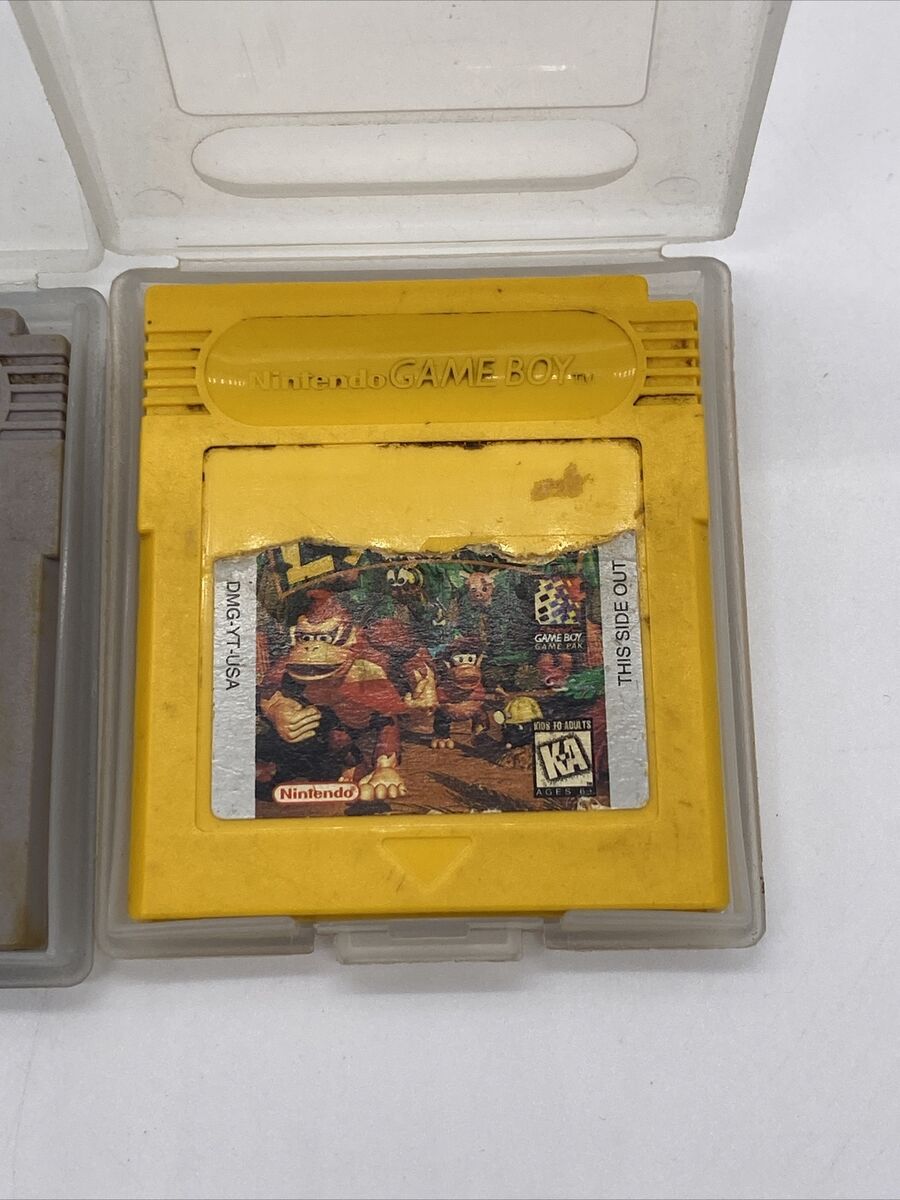 Nintendo GAME BOY™
DMG-YT-USA
THIS SIDE OUT
GAME BOY
GAME PAK
KIDS TO ADULTS
K-A
AGES 6+
Nintendo®